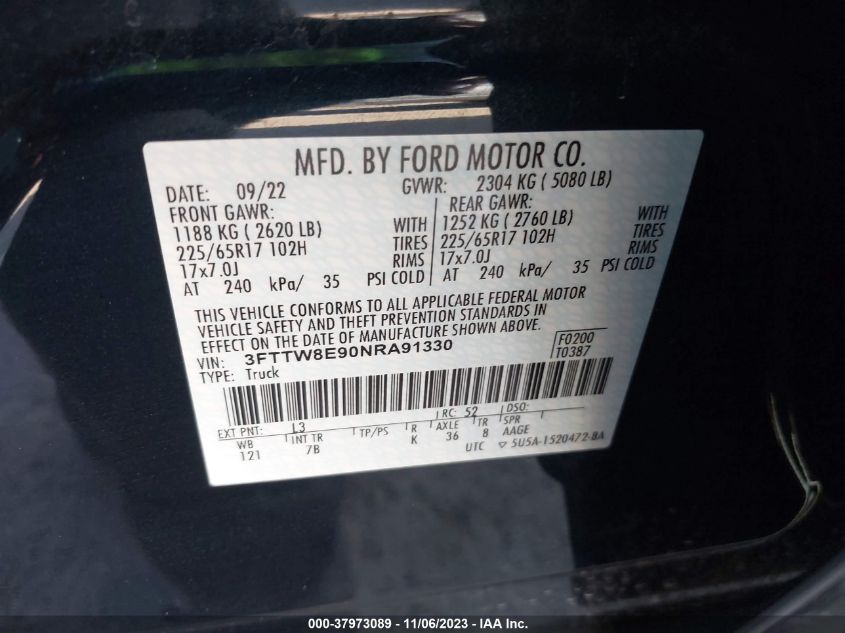 MFD. BY FORD MOTOR CO.
DATE: 09/22 GVWR: 2304 KG ( 5080 LB)
FRONT GAWR: REAR GAWR:
1188 KG ( 2620 LB) WITH 1252 KG ( 2760 LB) WITH
225/65R17 102H TIRES 225/65R17 102H TIRES
17x7.0J RIMS 17x7.0J RIMS
AT 240 kPa/ 35 PSI COLD AT 240 kPa/ 35 PSI COLD
THIS VEHICLE CONFORMS TO ALL APPLICABLE FEDERAL MOTOR
VEHICLE SAFETY AND THEFT PREVENTION STANDARDS IN
EFFECT ON THE DATE OF MANUFACTURE SHOWN ABOVE.
VIN: 3FTTW8E90NRA91330 F0200
TYPE: Truck T0387
EXT PNT: L3 RC: 52 DSO:
WB INT TR TP/PS R AXLE TR SPR
121 7B K 36 8 AAGE
UTC ▽ 5U5A-1520472-BA
000-37973089 - 11/06/2023 - IAA Inc.